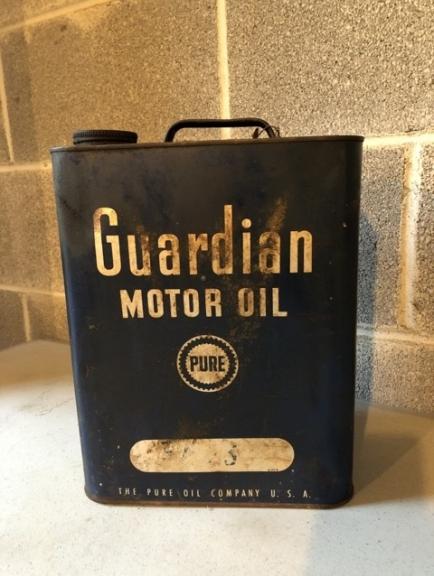 Guardian
MOTOR OIL
PURE
THE PURE OIL COMPANY U. S. A.